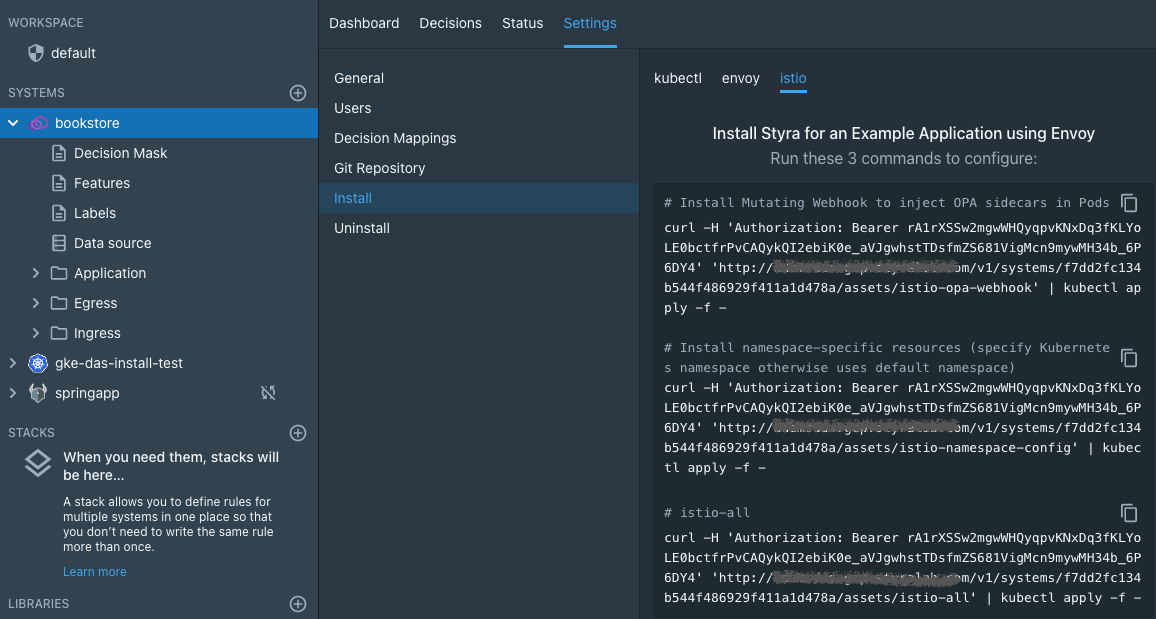 WORKSPACE
default
SYSTEMS
bookstore
Decision Mask
Features
Labels
Data source
Application
Egress
Ingress
gke-das-install-test
springapp
STACKS
When you need them, stacks will
be here...
A stack allows you to define rules for
multiple systems in one place so that
you don't need to write the same rule
more than once.
Learn more
LIBRARIES
Dashboard Decisions Status Settings
General
Users
Decision Mappings
Git Repository
Install
Uninstall
kubectl envoy istio
Install Styra for an Example Application using Envoy
Run these 3 commands to configure:
# Install Mutating Webhook to inject OPA sidecars in Pods
curl -H 'Authorization: Bearer rA1rXSSw2mgwWHQyqpvKNxDq3fKLYo
LE0bctfrPvCAQykQI2ebiK0e_aVJgwhstTDsfmZS681VigMcn9mywMH34b_6P
6DY4' 'http://om/v1/systems/f7dd2fc134
b544f486929f411a1d478a/assets/istio-opa-webhook' | kubectl ap
ply -f -
# Install namespace-specific resources (specify Kubernete
s namespace otherwise uses default namespace)
curl -H 'Authorization: Bearer rA1rXSSw2mgwWHQyqpvKNxDq3fKLYo
LE0bctfrPvCAQykQI2ebiK0e_aVJgwhstTDsfmZS681VigMcn9mywMH34b_6P
6DY4' 'http://om/v1/systems/f7dd2fc134
b544f486929f411a1d478a/assets/istio-namespace-config' | kubec
tl apply -f -
# istio-all
curl -H 'Authorization: Bearer rA1rXSSw2mgwWHQyqpvKNxDq3fKLYo
LE0bctfrPvCAQykQI2ebiK0e_aVJgwhstTDsfmZS681VigMcn9mywMH34b_6P
6DY4' 'http://om/v1/systems/f7dd2fc134
b544f486929f411a1d478a/assets/istio-all' | kubectl apply -f -